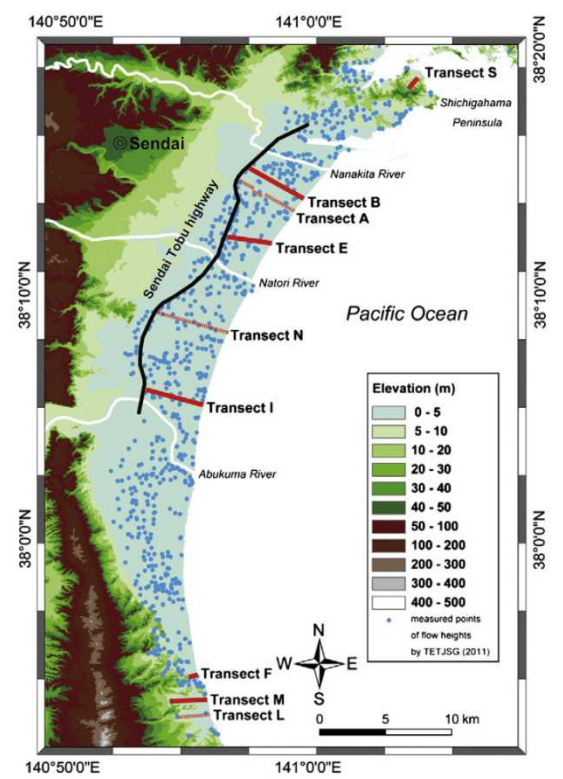 140°50'0"E
141°0'0"E
38°20'0"N
Transect S
Shichigahama
Peninsula
Sendai
Nanakita River
Transect B
Transect A
Sendai Tobu highway
Transect E
Natori River
38°10'0"N
38°10'0"N
Pacific Ocean
Transect N
Elevation (m)
0 - 5
5 - 10
10 - 20
20 - 30
30 - 40
40 - 50
50 - 100
100 - 200
200 - 300
300 - 400
400 - 500
measured points
of flow heights
by TETJSG (2011)
Transect I
Abukuma River
38°0'0"N
38°0'0"N
N
W
E
S
Transect F
Transect M
Transect L
0
5
10 km
140°50'0"E
141°0'0"E